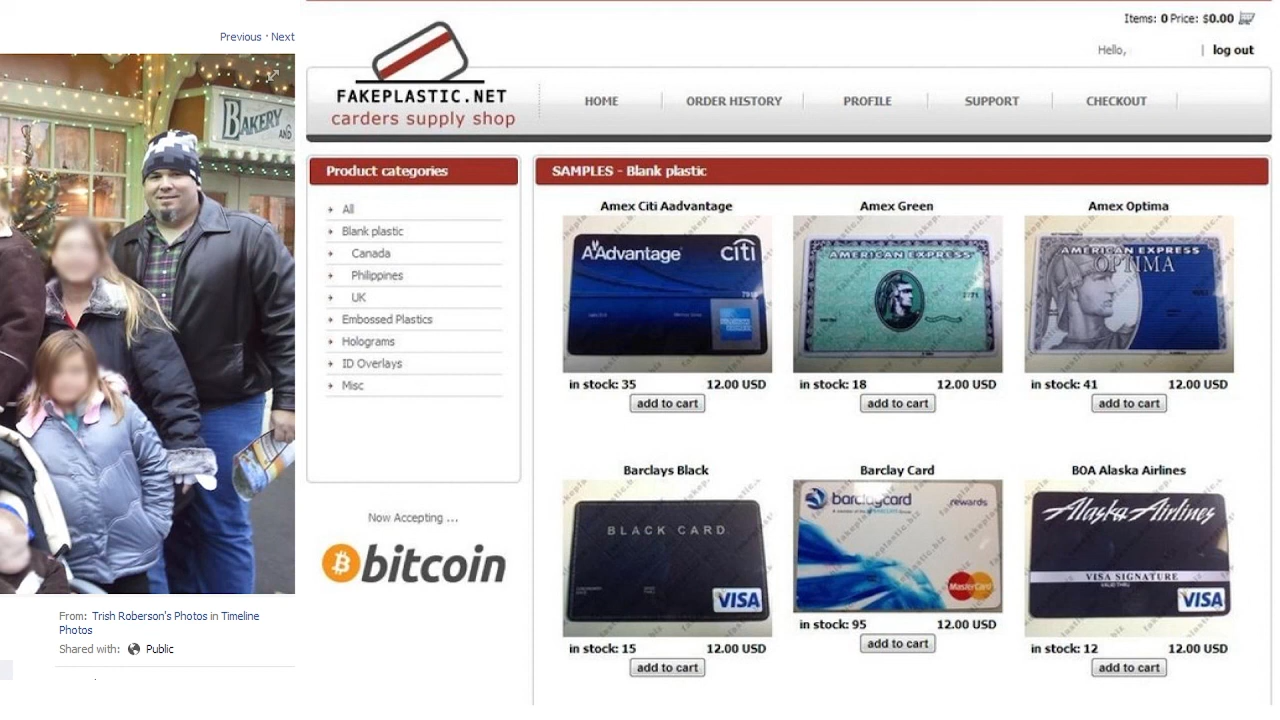 Previous · Next
BAKERY
AND
From: Trish Roberson's Photos in Timeline
Photos
Shared with: Public
Items: 0 Price: $0.00
Hello, | log out
FAKEPLASTIC.NET
carders supply shop
HOME
ORDER HISTORY
PROFILE
SUPPORT
CHECKOUT
Product categories
All
Blank plastic
Canada
Philippines
UK
Embossed Plastics
Holograms
ID Overlays
Misc
Now Accepting ...
bitcoin
SAMPLES - Blank plastic
Amex Citi Aadvantage
AAdvantage
citi
in stock: 35 12.00 USD
add to cart
Amex Green
AMERICAN EXPRESS
in stock: 18 12.00 USD
add to cart
Amex Optima
AMERICAN EXPRESS
OPTIMA
in stock: 41 12.00 USD
add to cart
Barclays Black
BLACK CARD
VISA
in stock: 15 12.00 USD
add to cart
Barclay Card
barclaycard
rewards
MasterCard
in stock: 95 12.00 USD
add to cart
BOA Alaska Airlines
Alaska Airlines
VISA SIGNATURE
VALID THRU
VISA
in stock: 12 12.00 USD
add to cart